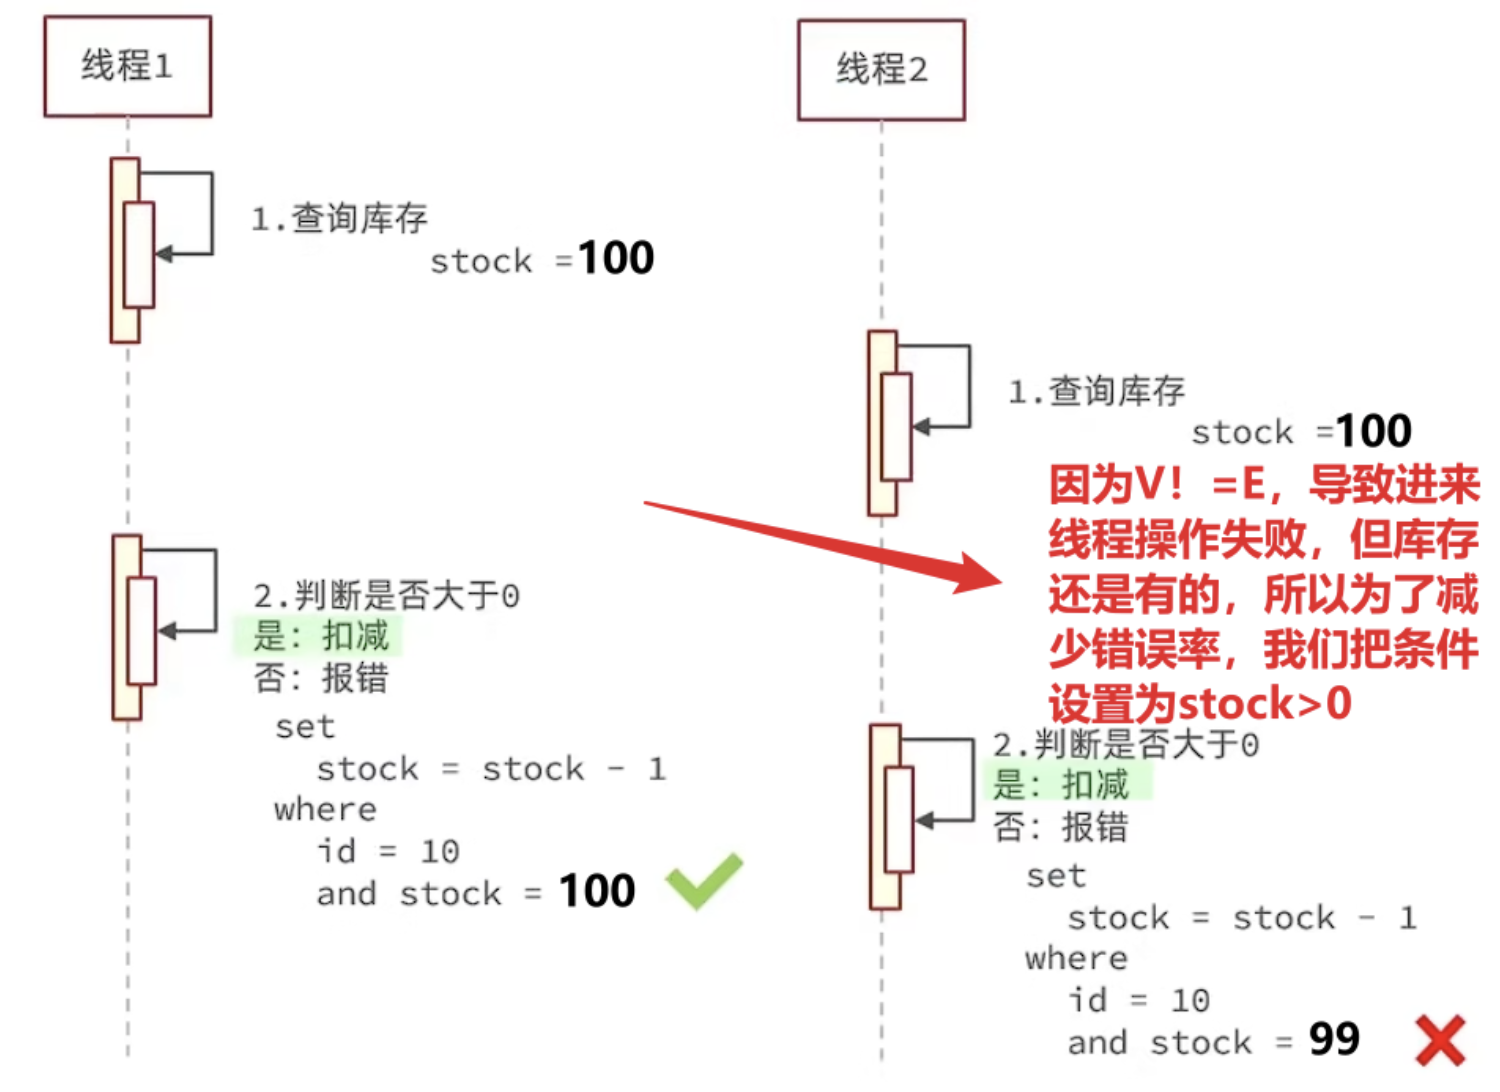 线程1
1.查询库存
stock =100
2.判断是否大于0
是：扣减
否：报错
set
stock = stock - 1
where
id = 10
and stock = 100
线程2
1.查询库存
stock =100
因为V！=E，导致进来
线程操作失败，但库存
还是有的，所以为了减
少错误率，我们把条件
设置为stock>0
2.判断是否大于0
是：扣减
否：报错
set
stock = stock - 1
where
id = 10
and stock = 99